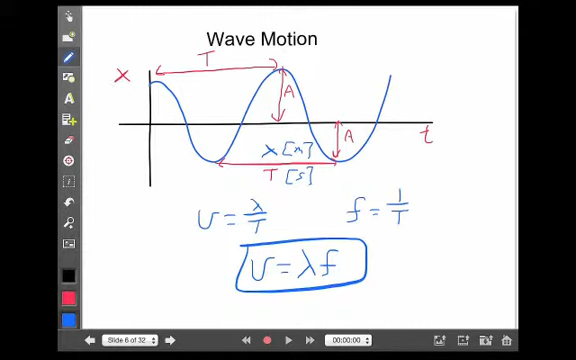 Wave Motion
T
x
A
A
t
x [m]
T [s]
v = λ/T
f = 1/T
v = λf
Slide 6 of 32
00:00:00